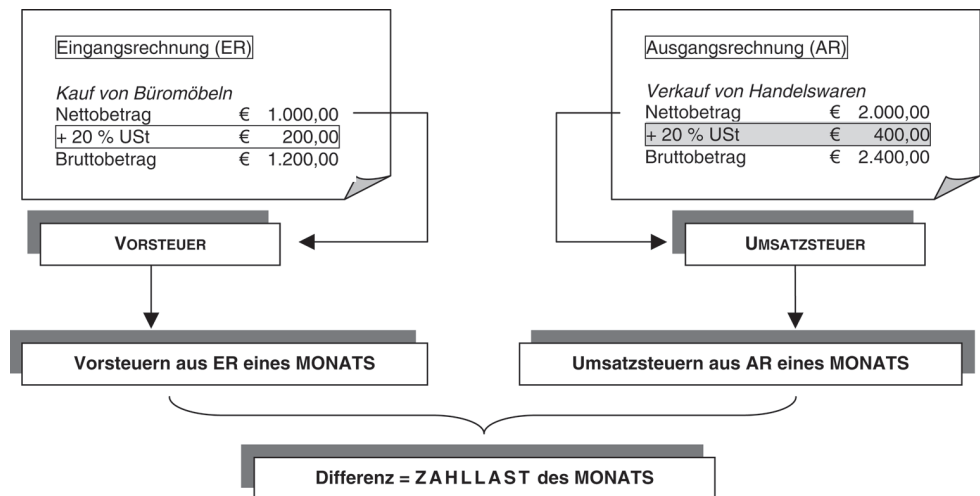 Eingangsrechnung (ER)
Kauf von Büromöbeln
Nettobetrag € 1.000,00
+ 20 % USt € 200,00
Bruttobetrag € 1.200,00
Ausgangsrechnung (AR)
Verkauf von Handelswaren
Nettobetrag € 2.000,00
+ 20 % USt € 400,00
Bruttobetrag € 2.400,00
VORSTEUER
UMSATZSTEUER
Vorsteuern aus ER eines MONATS
Umsatzsteuern aus AR eines MONATS
Differenz = ZAHLLAST des MONATS